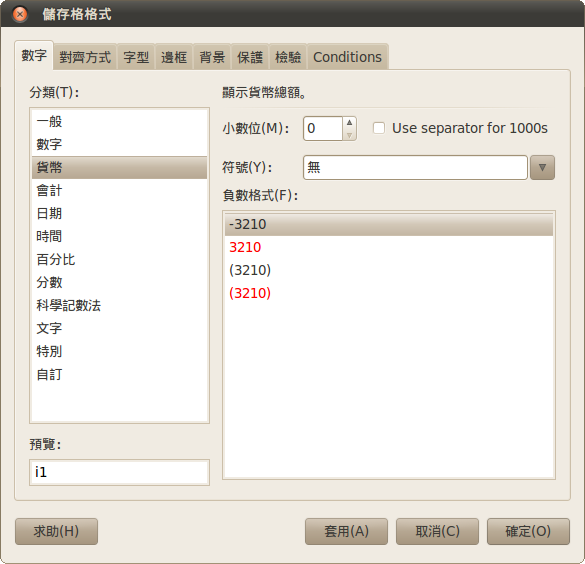 儲存格格式
數字 對齊方式 字型 邊框 背景 保護 檢驗 Conditions
分類(T):
一般
數字
貨幣
會計
日期
時間
百分比
分數
科學記數法
文字
特別
自訂
預覽:
i1
顯示貨幣總額。
小數位(M): 0 Use separator for 1000s
符號(Y): 無
負數格式(F):
-3210
3210
(3210)
(3210)
求助(H) 套用(A) 取消(C) 確定(O)